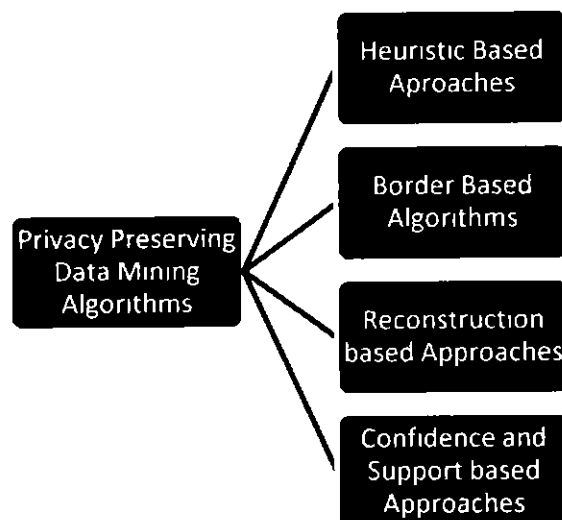 Heuristic Based
Aproaches
Border Based
Algorithms
Privacy Preserving
Data Mining
Algorithms
Reconstruction
based Approaches
Confidence and
Support based
Approaches